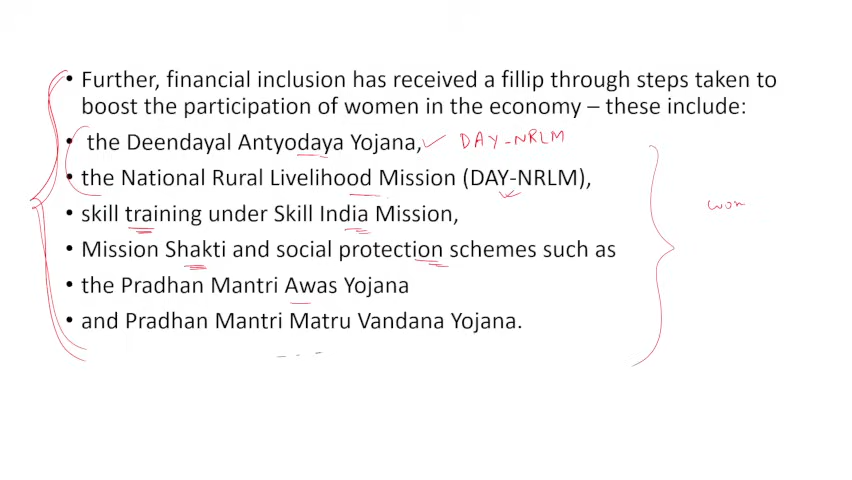 • Further, financial inclusion has received a fillip through steps taken to
boost the participation of women in the economy – these include:
• the Deendayal Antyodaya Yojana, ✓ DAY-NRLM
• the National Rural Livelihood Mission (DAY-NRLM),
• skill training under Skill India Mission,
wom
• Mission Shakti and social protection schemes such as
• the Pradhan Mantri Awas Yojana
• and Pradhan Mantri Matru Vandana Yojana.